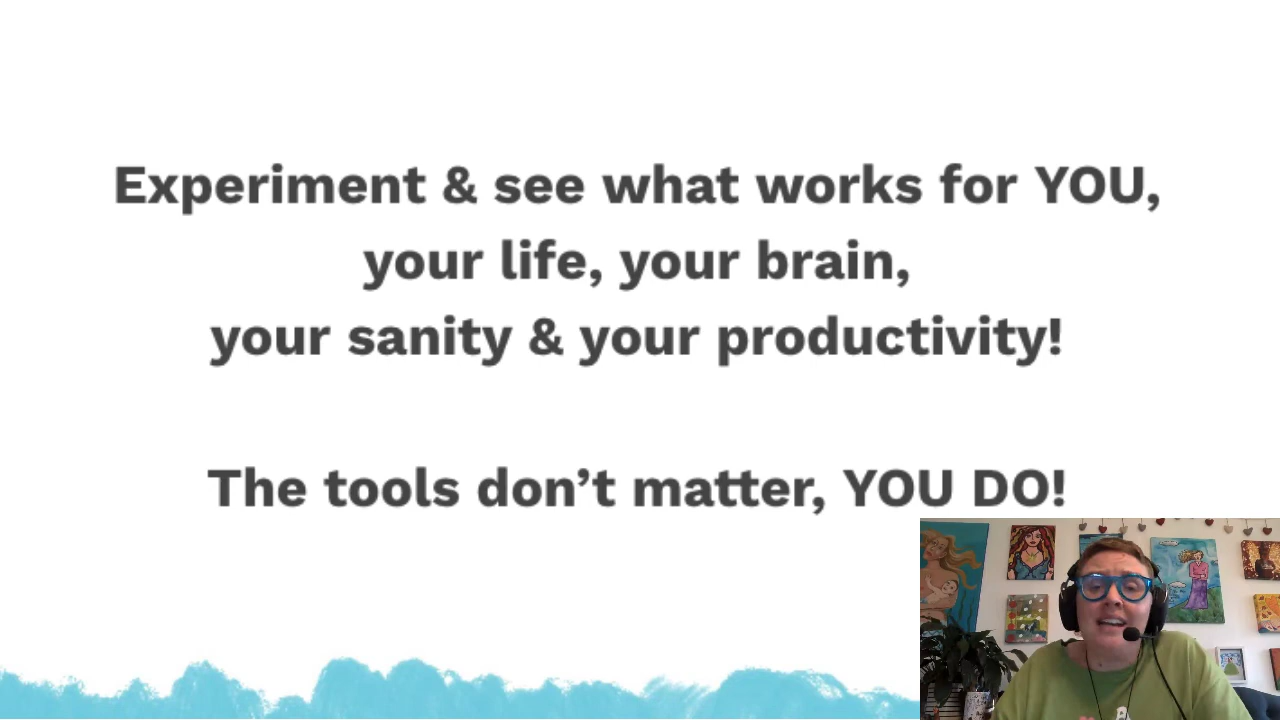 Experiment & see what works for YOU,
your life, your brain,
your sanity & your productivity!
The tools don’t matter, YOU DO!